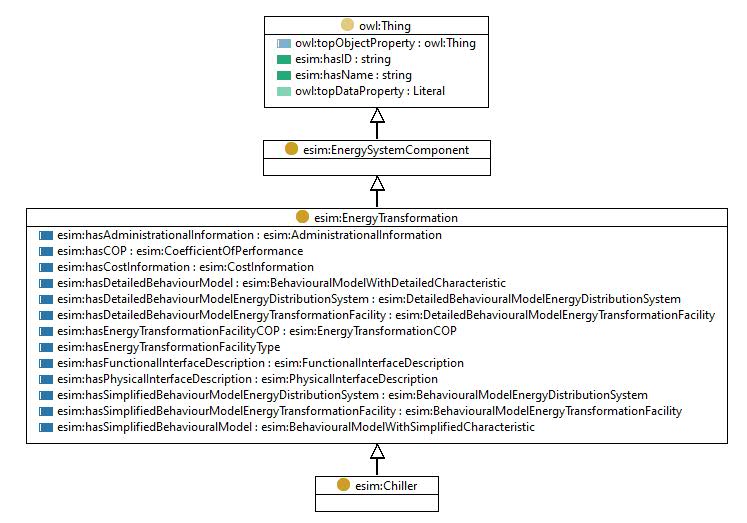 owl:Thing
owl:topObjectProperty : owl:Thing
esim:hasID : string
esim:hasName : string
owl:topDataProperty : Literal
esim:EnergySystemComponent
esim:EnergyTransformation
esim:hasAdministrationalInformation : esim:AdministrationalInformation
esim:hasCOP : esim:CoefficientOfPerformance
esim:hasCostInformation : esim:CostInformation
esim:hasDetailedBehaviourModel : esim:BehaviouralModelWithDetailedCharacteristic
esim:hasDetailedBehaviourModelEnergyDistributionSystem : esim:DetailedBehaviouralModelEnergyDistributionSystem
esim:hasDetailedBehaviourModelEnergyTransformationFacility : esim:DetailedBehaviouralModelEnergyTransformationFacility
esim:hasEnergyTransformationFacilityCOP : esim:EnergyTransformationCOP
esim:hasEnergyTransformationFacilityType
esim:hasFunctionalInterfaceDescription : esim:FunctionalInterfaceDescription
esim:hasPhysicalInterfaceDescription : esim:PhysicalInterfaceDescription
esim:hasSimplifiedBehaviourModelEnergyDistributionSystem : esim:BehaviouralModelEnergyDistributionSystem
esim:hasSimplifiedBehaviourModelEnergyTransformationFacility : esim:BehaviouralModelEnergyTransformationFacility
esim:hasSimplifiedBehaviouralModel : esim:BehaviouralModelWithSimplifiedCharacteristic
esim:Chiller